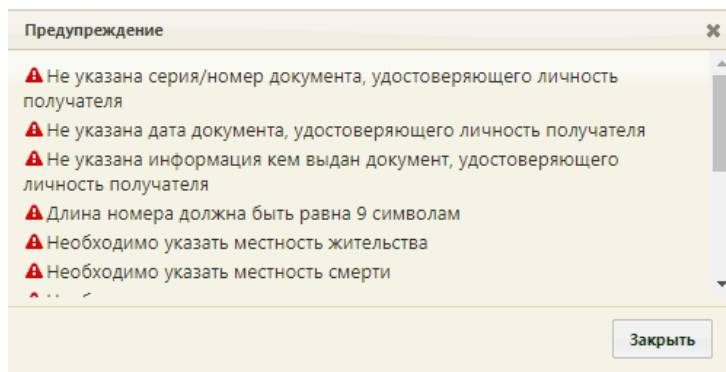 Предупреждение
Не указана серия/номер документа, удостоверяющего личность
получателя
Не указана дата документа, удостоверяющего личность получателя
Не указана информация кем выдан документ, удостоверяющего
личность получателя
Длина номера должна быть равна 9 символам
Необходимо указать местность жительства
Необходимо указать местность смерти
Закрыть